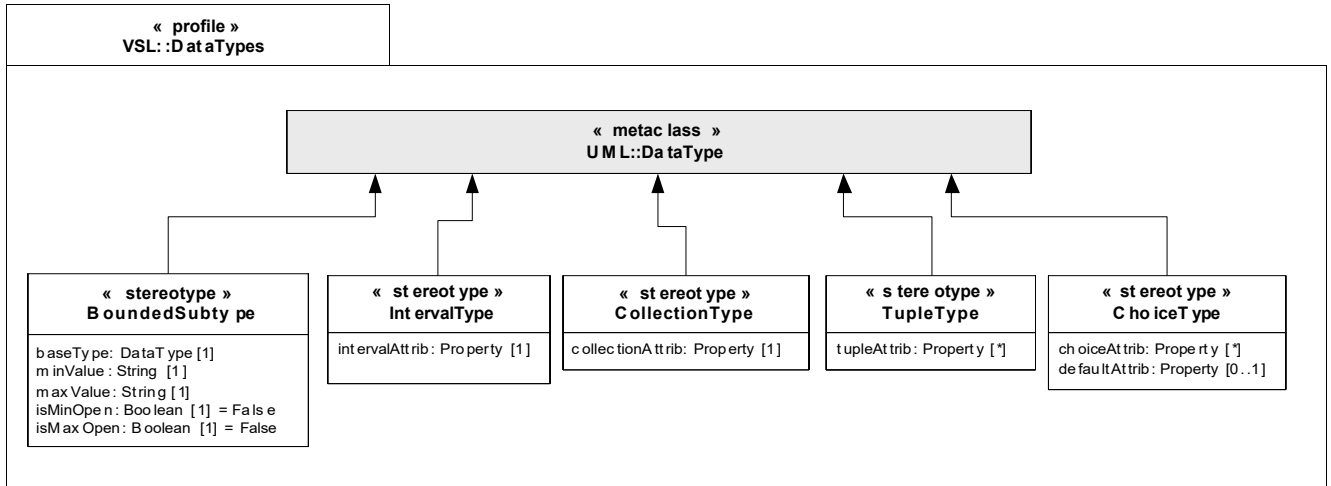 « profile »
VSL::DataTypes
« metaclass »
UML::DataType
« stereotype »
BoundedSubtype
baseType: DataType[1]
minValue: String [1]
maxValue: String [1]
isMinOpen: Boolean [1] = False
isMaxOpen: Boolean [1] = False
« stereotype »
IntervalType
intervalAttrib: Property [1]
« stereotype »
CollectionType
collectionAttrib: Property [1]
« stereotype »
TupleType
tupleAttrib: Property [*]
« stereotype »
ChoiceType
choiceAttrib: Property [*]
defaultAttrib: Property [0..1]